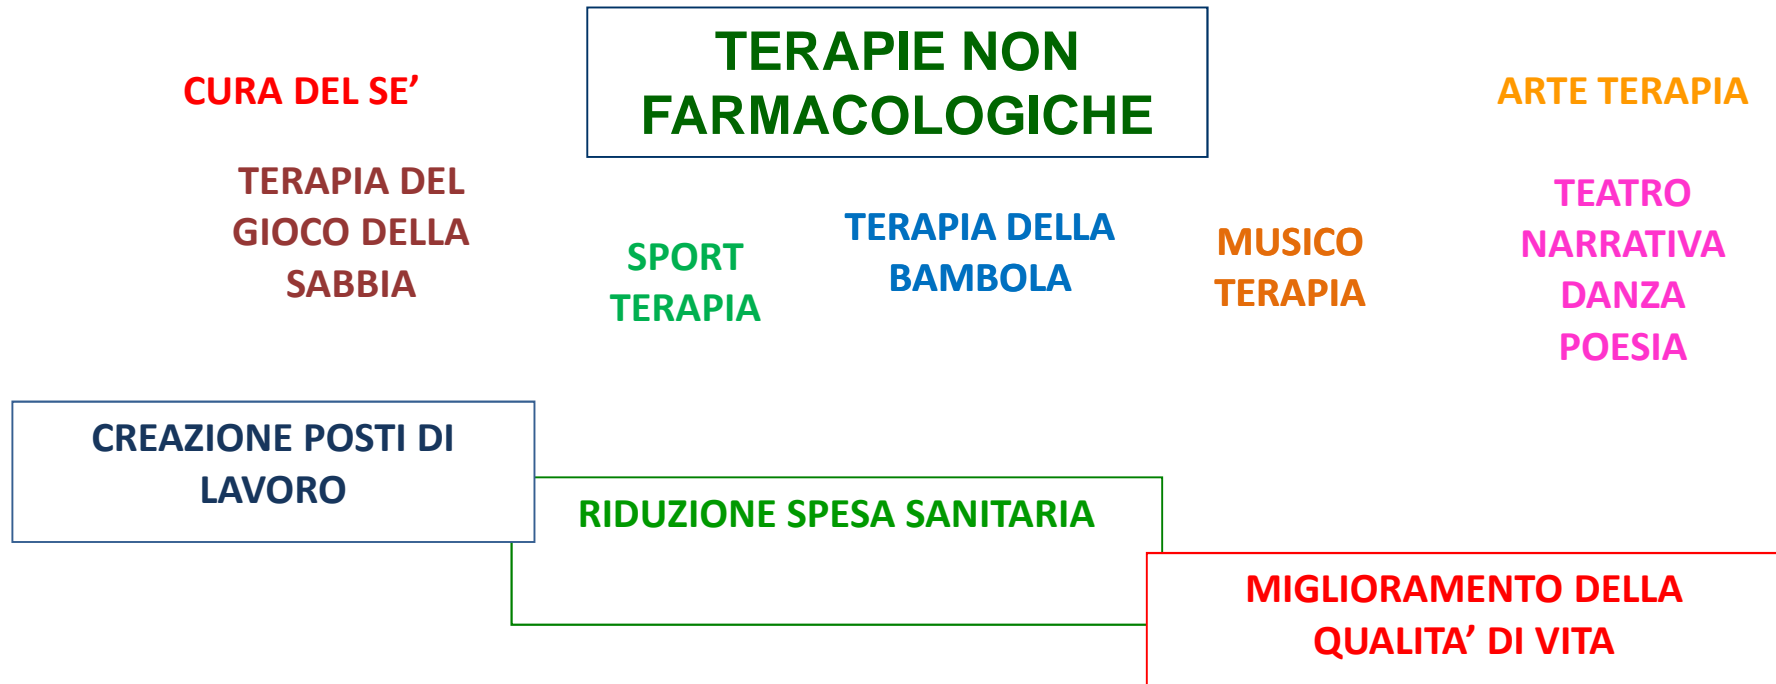 TERAPIE NON
FARMACOLOGICHE
CURA DEL SE’
ARTE TERAPIA
TERAPIA DEL
GIOCO DELLA
SABBIA
SPORT
TERAPIA
TERAPIA DELLA
BAMBOLA
MUSICO
TERAPIA
TEATRO
NARRATIVA
DANZA
POESIA
CREAZIONE POSTI DI
LAVORO
RIDUZIONE SPESA SANITARIA
MIGLIORAMENTO DELLA
QUALITA’ DI VITA